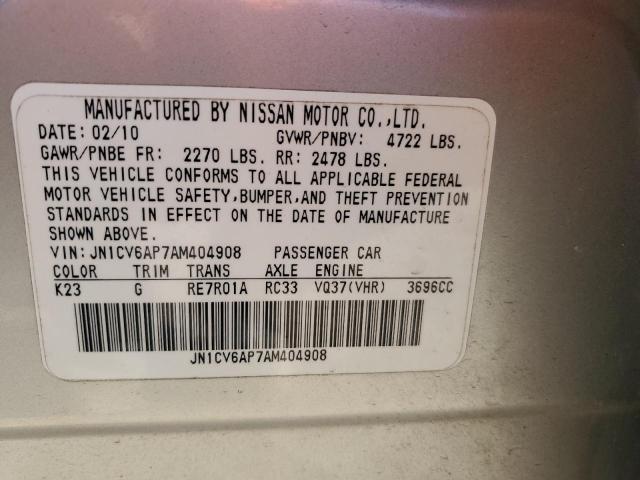 MANUFACTURED BY NISSAN MOTOR CO.,LTD.
DATE: 02/10 GVWR/PNBV: 4722 LBS.
GAWR/PNBE FR: 2270 LBS. RR: 2478 LBS.
THIS VEHICLE CONFORMS TO ALL APPLICABLE FEDERAL
MOTOR VEHICLE SAFETY,BUMPER,AND THEFT PREVENTION
STANDARDS IN EFFECT ON THE DATE OF MANUFACTURE
SHOWN ABOVE.
VIN: JN1CV6AP7AM404908 PASSENGER CAR
COLOR TRIM TRANS AXLE ENGINE
K23 G RE7R01A RC33 VQ37(VHR) 3696CC
JN1CV6AP7AM404908